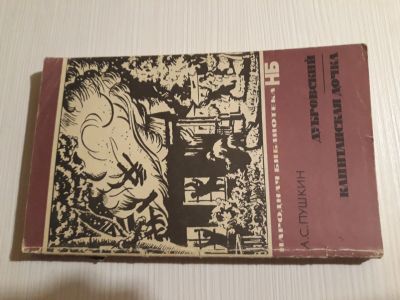 НАРОДНАЯ БИБЛИОТЕКА НБ
А.С. ПУШКИН
ДУБРОВСКИЙ
КАПИТАНСКАЯ ДОЧКА